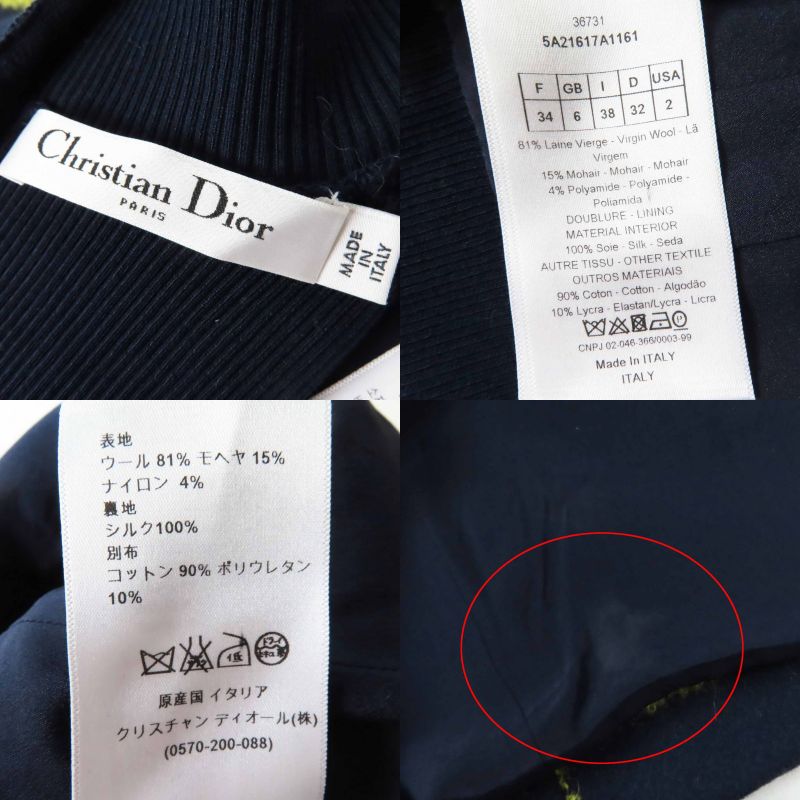 Christian Dior
PARIS
MADE
IN
ITALY
36731
5A21617A1161
F GB I D USA
34 6 38 32 2
81% Laine Vierge - Virgin Wool - Lã
Virgem
15% Mohair - Mohair - Mohair
4% Polyamide - Polyamide -
Poliamida
DOUBLURE - LINING
MATERIAL INTERIOR
100% Soie - Silk - Seda
AUTRE TISSU - OTHER TEXTILE
OUTROS MATERIAIS
90% Coton - Cotton - Algodão
10% Lycra - Elastan/Lycra - Licra
CNPJ 02-046-366/0003-99
Made In ITALY
ITALY
表地
ウール 81% モヘヤ 15%
ナイロン 4%
裏地
シルク100%
別布
コットン 90% ポリウレタン
10%
原産国 イタリア
クリスチャン ディオール(株)
(0570-200-088)